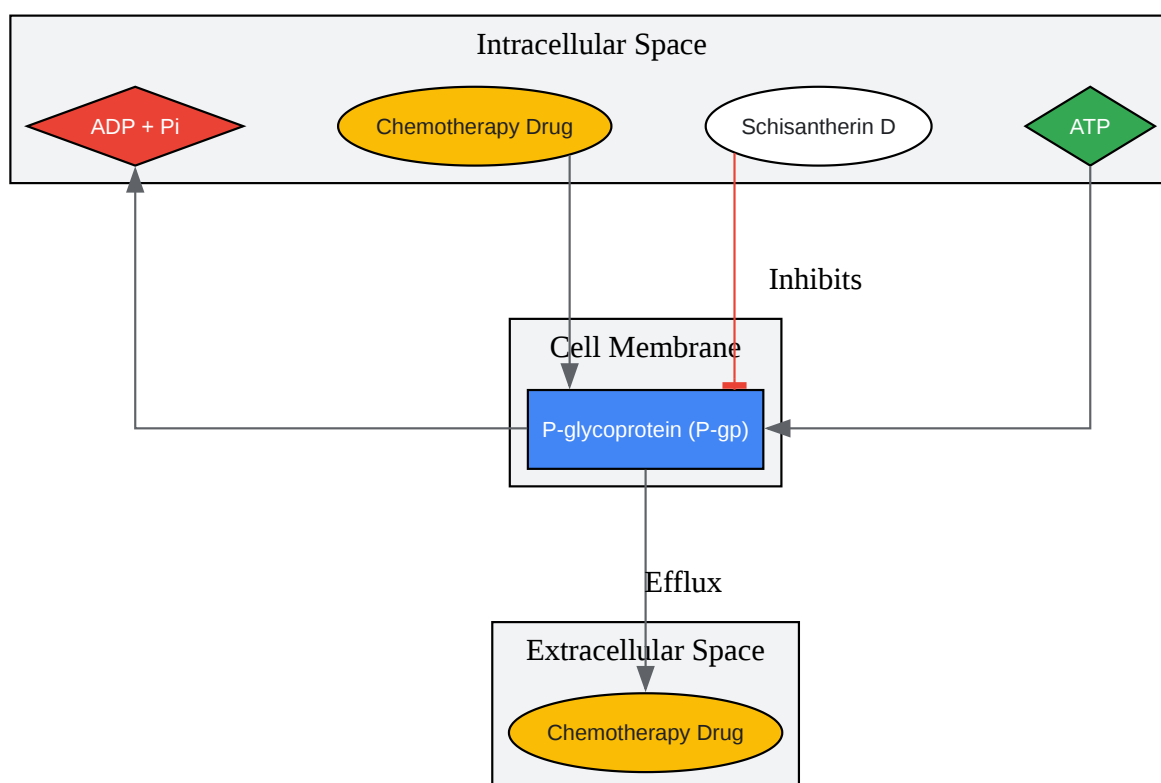 Intracellular Space
ADP + Pi
Chemotherapy Drug
Schisantherin D
ATP
Inhibits
Cell Membrane
P-glycoprotein (P-gp)
Efflux
Extracellular Space
Chemotherapy Drug